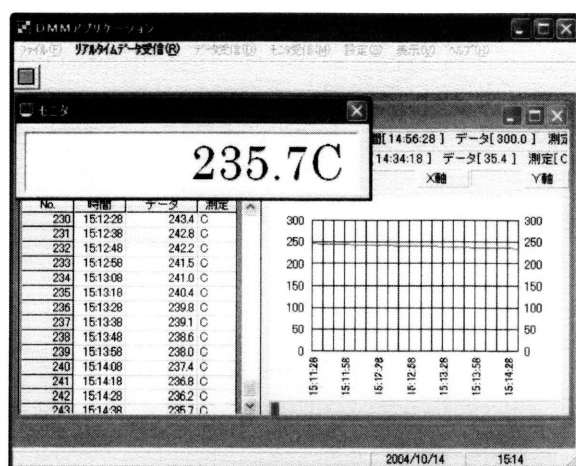 DMMアプリケーション
ファイル(F) リアルタイムデータ受信(R) データ受信(D) モニタ受信(M) 設定(S) 表示(V) ヘルプ(H)
モニタ
235.7C
間[14:56:28 ] データ[300.0 ] 測定
14:34:18 ] データ[35.4 ] 測定[C
X軸 Y軸
No. 時間 データ 測定
230 15:12:28 243.4 C
231 15:12:38 242.8 C
232 15:12:48 242.2 C
233 15:12:58 241.5 C
234 15:13:08 241.0 C
235 15:13:18 240.4 C
236 15:13:28 239.8 C
237 15:13:38 239.1 C
238 15:13:48 238.6 C
239 15:13:58 238.0 C
240 15:14:08 237.4 C
241 15:14:18 236.8 C
242 15:14:28 236.2 C
243 15:14:38 235.7 C
300 300
250 250
200 200
150 150
100 100
50 50
0 0
15:11:28 15:11:58 15:12:28 15:12:58 15:13:28 15:13:58 15:14:28
2004/10/14 15:14